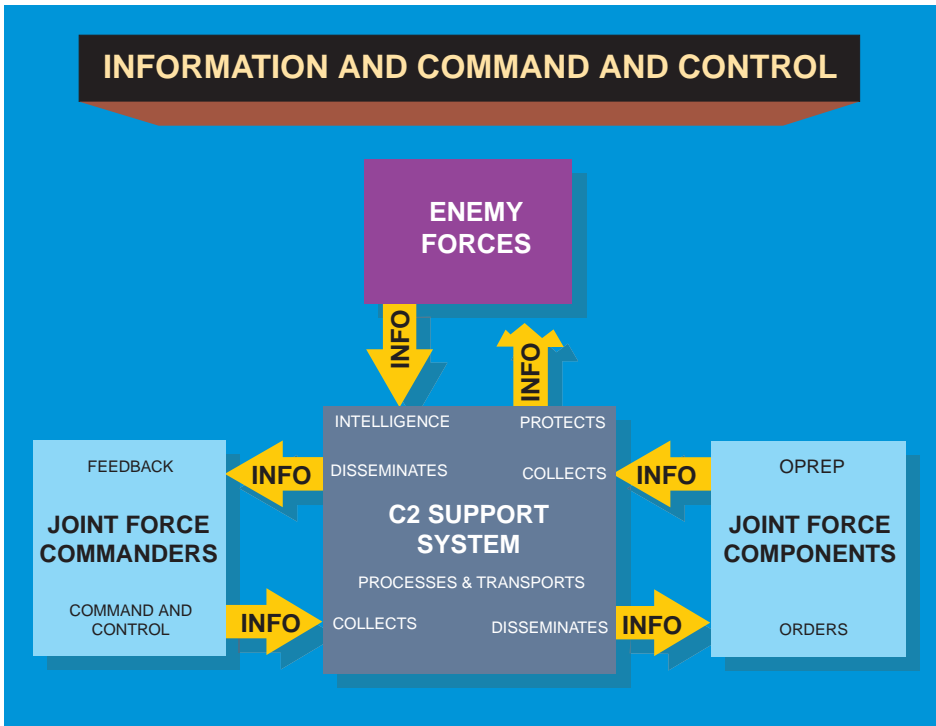 INFORMATION AND COMMAND AND CONTROL
ENEMY
FORCES
INFO
INFO
INTELLIGENCE
PROTECTS
FEEDBACK
INFO
DISSEMINATES
COLLECTS
INFO
OPREP
JOINT FORCE
COMMANDERS
C2 SUPPORT
SYSTEM
JOINT FORCE
COMPONENTS
PROCESSES & TRANSPORTS
COMMAND AND
CONTROL
INFO
COLLECTS
DISSEMINATES
INFO
ORDERS